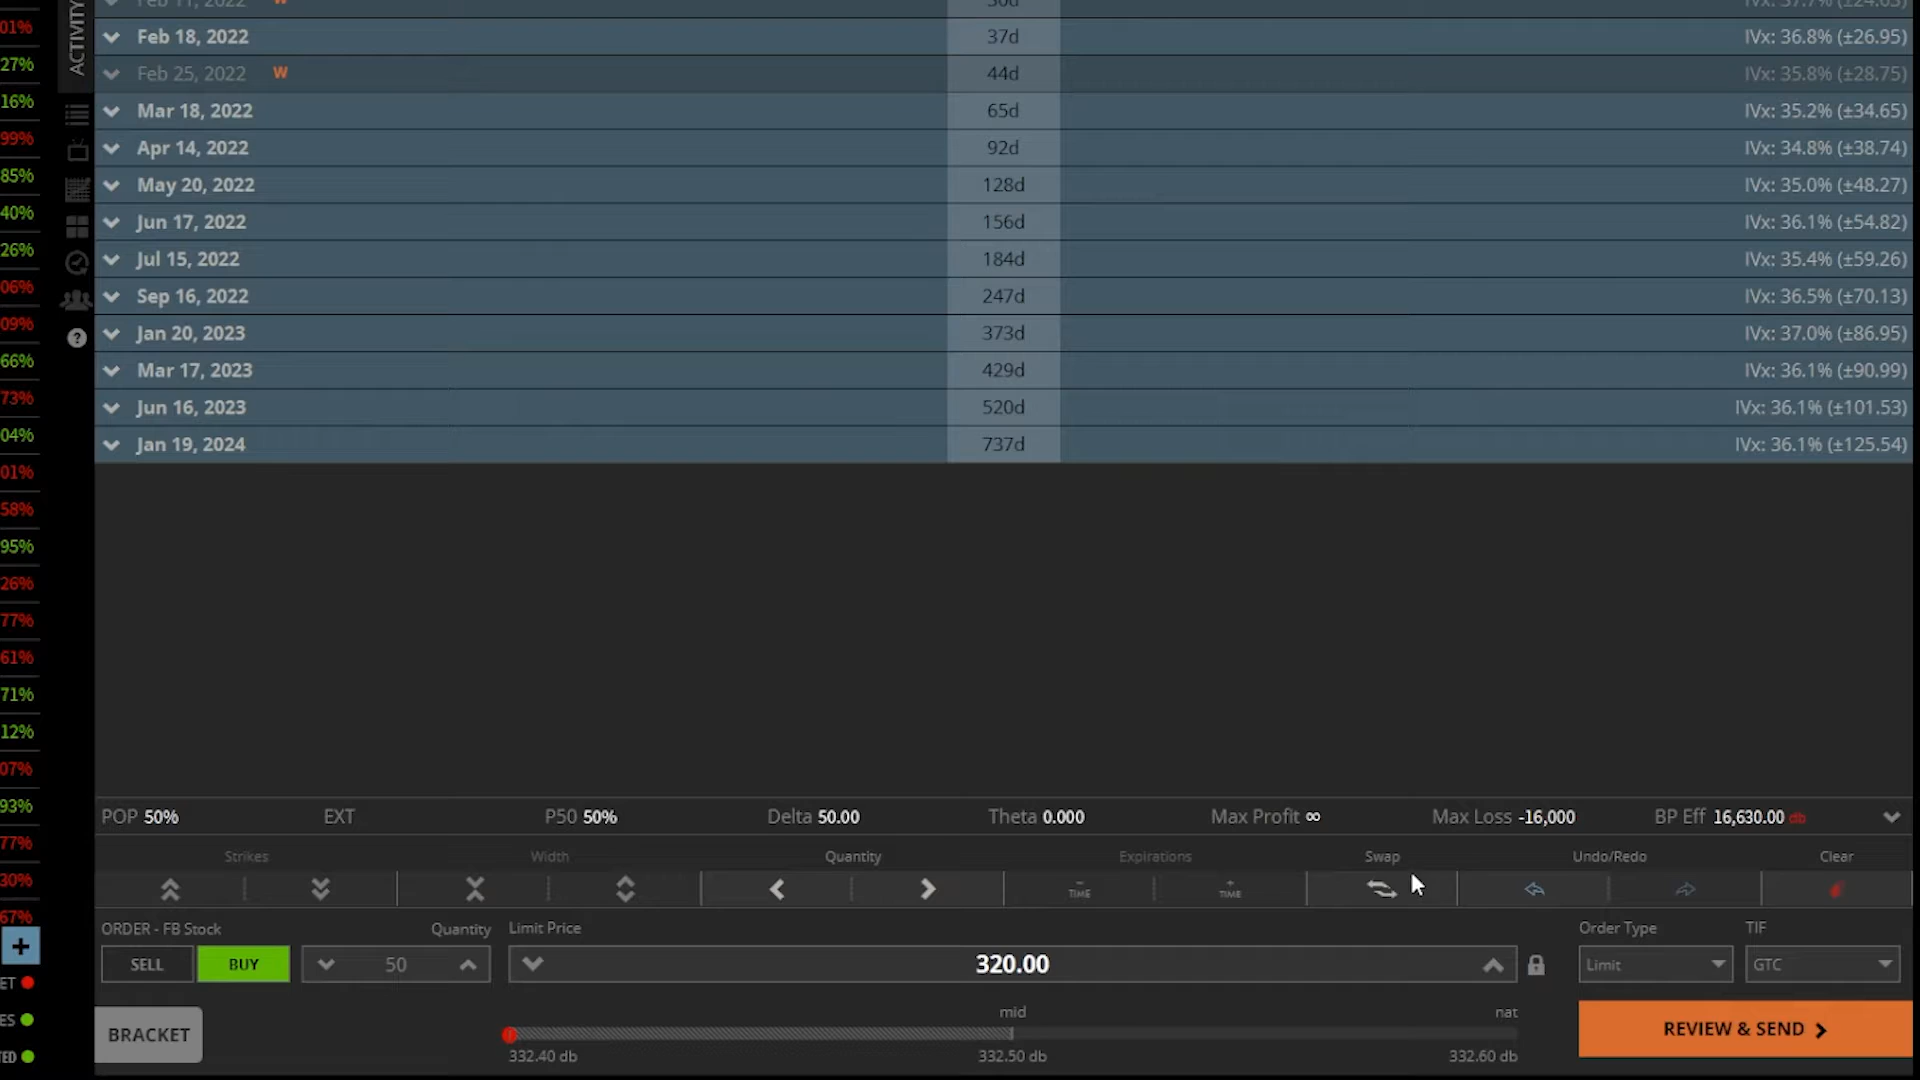 Feb 11, 2022 W 30d IVx: 37.7% (±24.63)
01% ACTIVITY
Feb 18, 2022 37d IVx: 36.8% (±26.95)
27%
Feb 25, 2022 W 44d IVx: 35.8% (±28.75)
16% Mar 18, 2022 65d IVx: 35.2% (±34.65)
99% Apr 14, 2022 92d IVx: 34.8% (±38.74)
85% May 20, 2022 128d IVx: 35.0% (±48.27)
40% Jun 17, 2022 156d IVx: 36.1% (±54.82)
26% Jul 15, 2022 184d IVx: 35.4% (±59.26)
06% Sep 16, 2022 247d IVx: 36.5% (±70.13)
09% Jan 20, 2023 373d IVx: 37.0% (±86.95)
66% Mar 17, 2023 429d IVx: 36.1% (±90.99)
73% Jun 16, 2023 520d IVx: 36.1% (±101.53)
04% Jan 19, 2024 737d IVx: 36.1% (±125.54)
01%
58%
95%
26%
77%
61%
71%
12%
07%
93% POP 50% EXT P50 50% Delta 50.00 Theta 0.000 Max Profit ∞ Max Loss -16,000 BP Eff 16,630.00 db
77% Strikes Width Quantity Expirations Swap Undo/Redo Clear
30% TIME TIME
67% ORDER - FB Stock Quantity Limit Price Order Type TIF
SELL BUY 50 320.00 Limit GTC
ET
ES mid nat
BRACKET REVIEW & SEND
TED 332.40 db 332.50 db 332.60 db